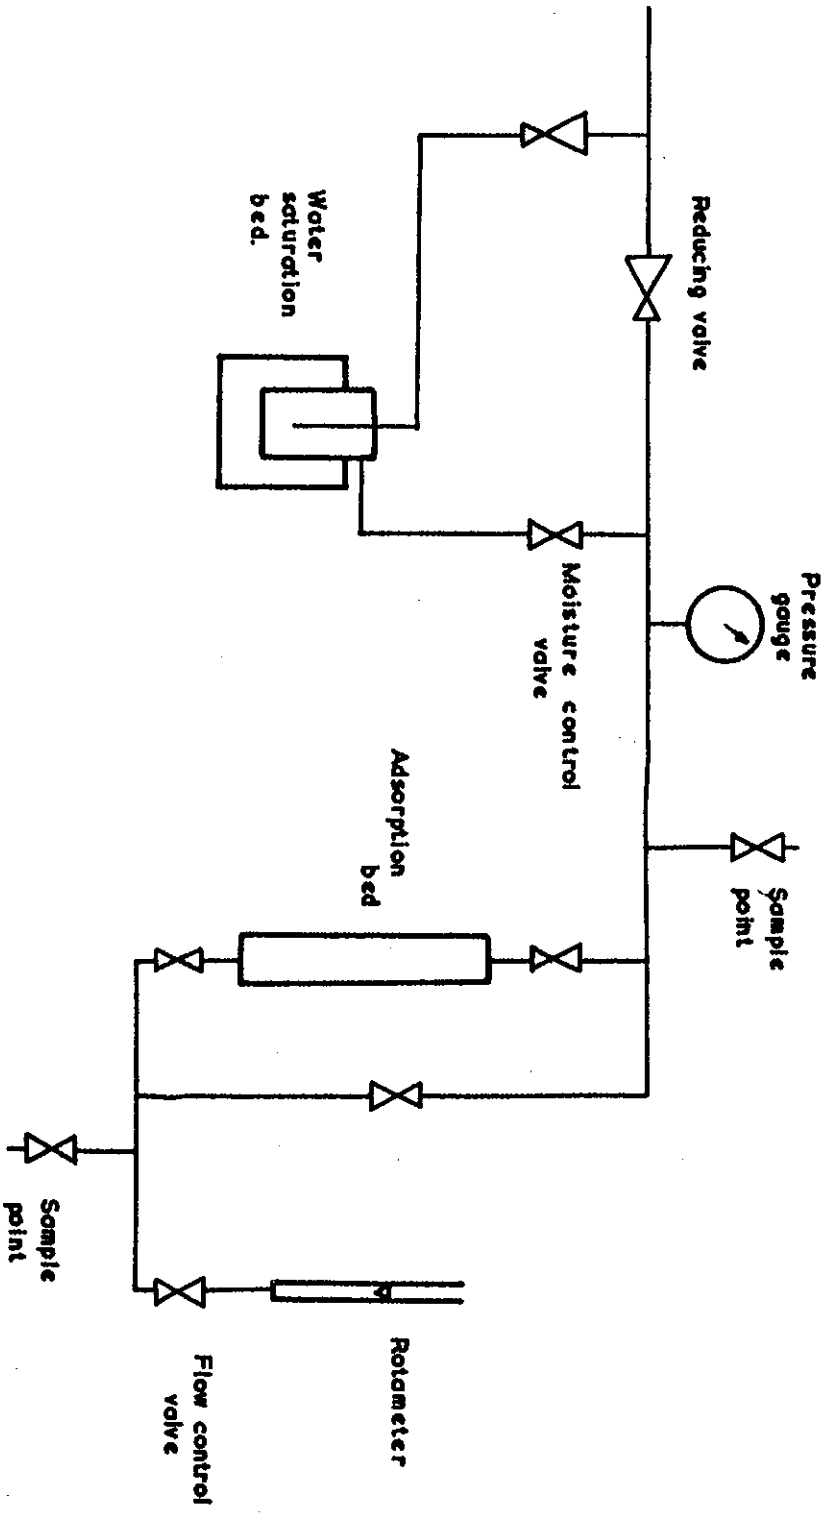 Reducing valve
Pressure
gauge
Sample
point
Moisture control
valve
Water
saturation
bed.
Adsorption
bed
Rotameter
Flow control
valve
Sample
point